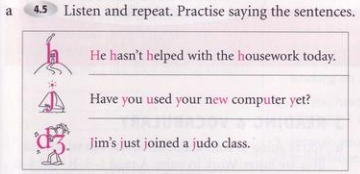 a 4.5 Listen and repeat. Practise saying the sentences.
h He hasn't helped with the housework today.
j Have you used your new computer yet?
dʒ Jim's just joined a judo class.